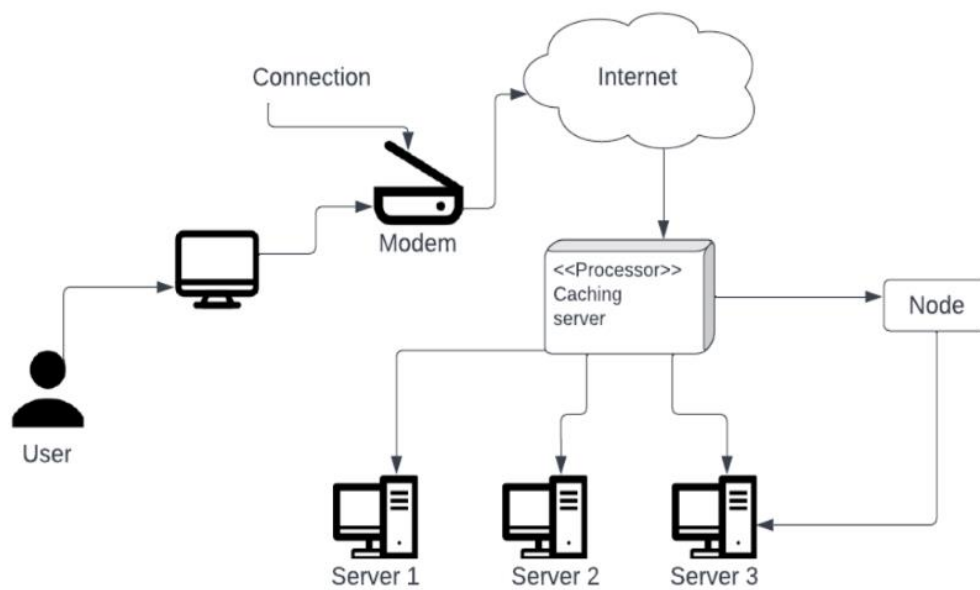 Connection
Internet
Modem
<<Processor>>
Caching
server
Node
User
Server 1
Server 2
Server 3